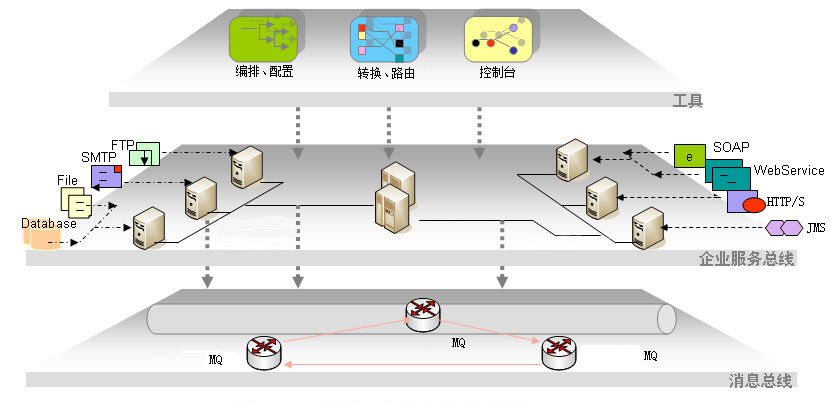 编排、配置
转换、路由
控制台
工具
FTP
SMTP
File
Database
SOAP
e
WebService
HTTP/S
JMS
企业服务总线
MQ
MQ
MQ
消息总线